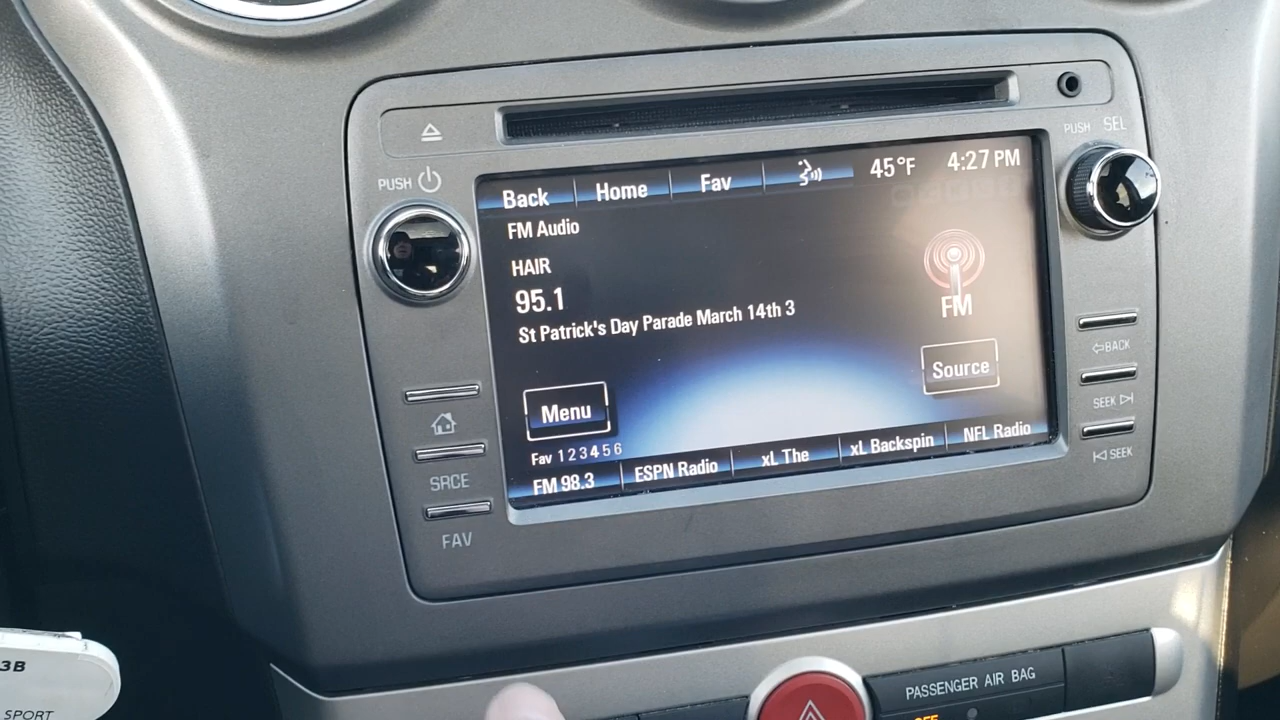 PUSH SEL
PUSH
Back Home Fav 45°F 4:27 PM
FM Audio
HAIR
95.1
St Patrick's Day Parade March 14th 3
FM
Source
Menu
Fav 1 2 3 4 5 6
FM 98.3 ESPN Radio xL The xL Backspin NFL Radio
SRCE
FAV
BACK
SEEK
SEEK
PASSENGER AIR BAG
OFF
3B
SPORT